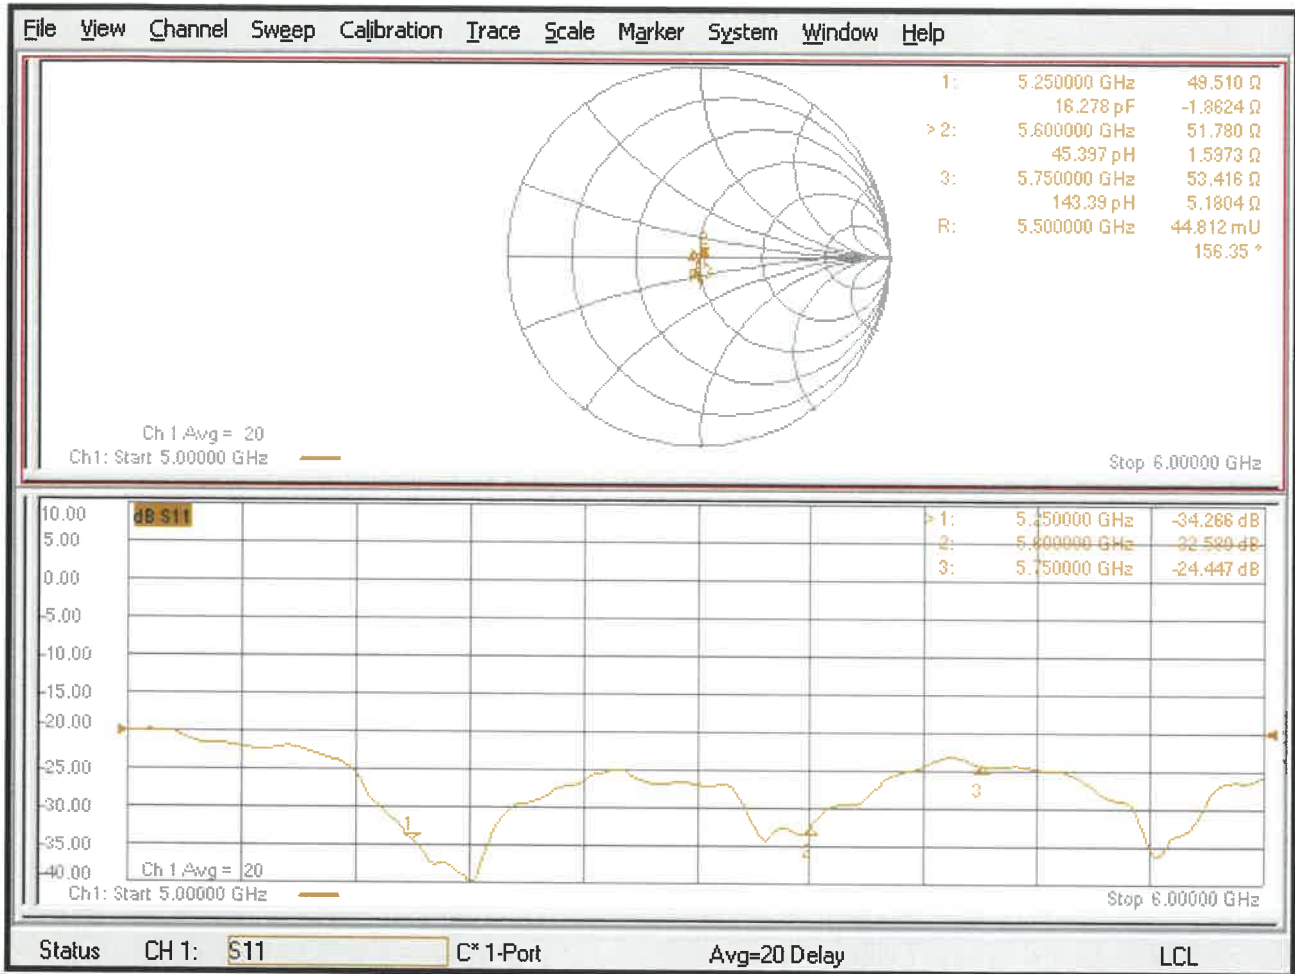 File View Channel Sweep Calibration Trace Scale Marker System Window Help
1: 5.250000 GHz 49.510 Ω
16.278 pF -1.8624 Ω
> 2: 5.600000 GHz 51.780 Ω
45.397 pH 1.5973 Ω
3: 5.750000 GHz 53.416 Ω
143.39 pH 5.1804 Ω
R: 5.500000 GHz 44.812 mU
156.35 °
Ch 1 Avg = 20
Ch1: Start 5.00000 GHz
Stop 6.00000 GHz
10.00
dB S11
> 1: 5.250000 GHz -34.266 dB
5.00
2: 5.600000 GHz -32.580 dB
0.00
3: 5.750000 GHz -24.447 dB
-5.00
-10.00
-15.00
-20.00
-25.00
-30.00
3
1
-35.00
2
-40.00
Ch 1 Avg = 20
Ch1: Start 5.00000 GHz
Stop 6.00000 GHz
Status CH 1: S11 C* 1-Port Avg=20 Delay LCL